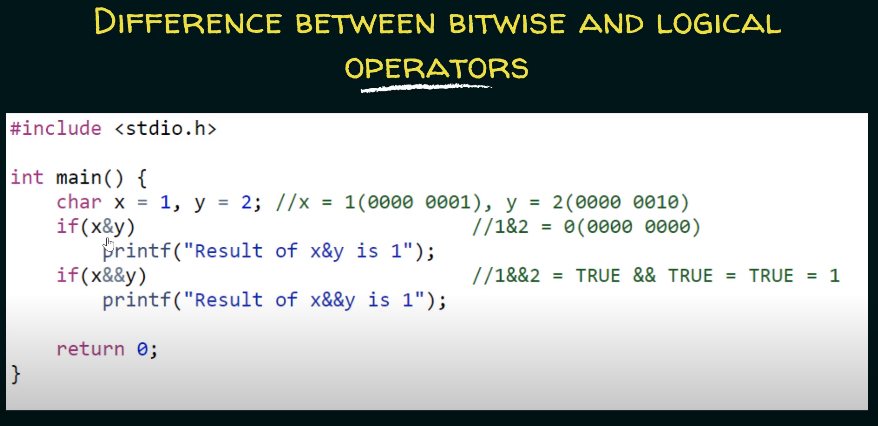 DIFFERENCE BETWEEN BITWISE AND LOGICAL
OPERATORS
#include <stdio.h>
int main() {
    char x = 1, y = 2; //x = 1(0000 0001), y = 2(0000 0010)
    if(x&y)                             //1&2 = 0(0000 0000)
        printf("Result of x&y is 1");
    if(x&&y)                            //1&&2 = TRUE && TRUE = TRUE = 1
        printf("Result of x&&y is 1");
    return 0;
}